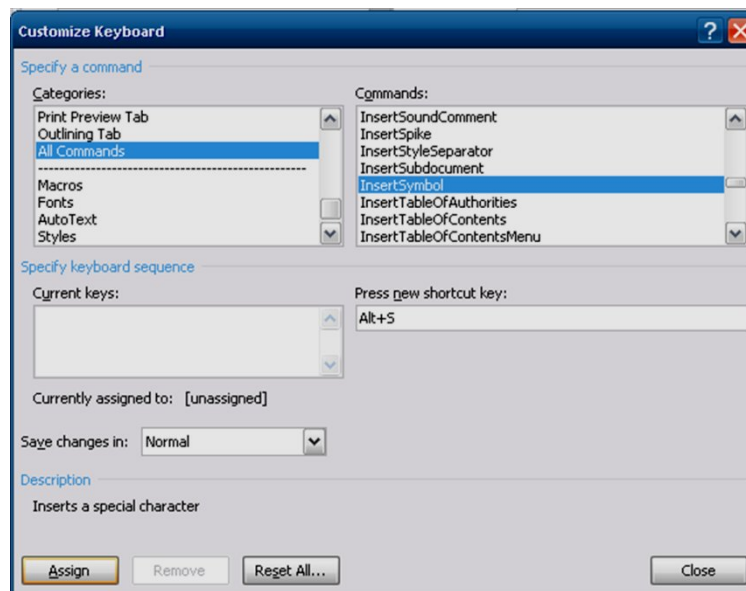 Customize Keyboard
Specify a command
Categories:
Commands:
Print Preview Tab
Outlining Tab
All Commands
------------------------------------------------
Macros
Fonts
AutoText
Styles
InsertSoundComment
InsertSpike
InsertStyleSeparator
InsertSubdocument
InsertSymbol
InsertTableOfAuthorities
InsertTableOfContents
InsertTableOfContentsMenu
Specify keyboard sequence
Current keys:
Press new shortcut key:
Alt+S
Currently assigned to: [unassigned]
Save changes in: Normal
Description
Inserts a special character
Assign Remove Reset All... Close